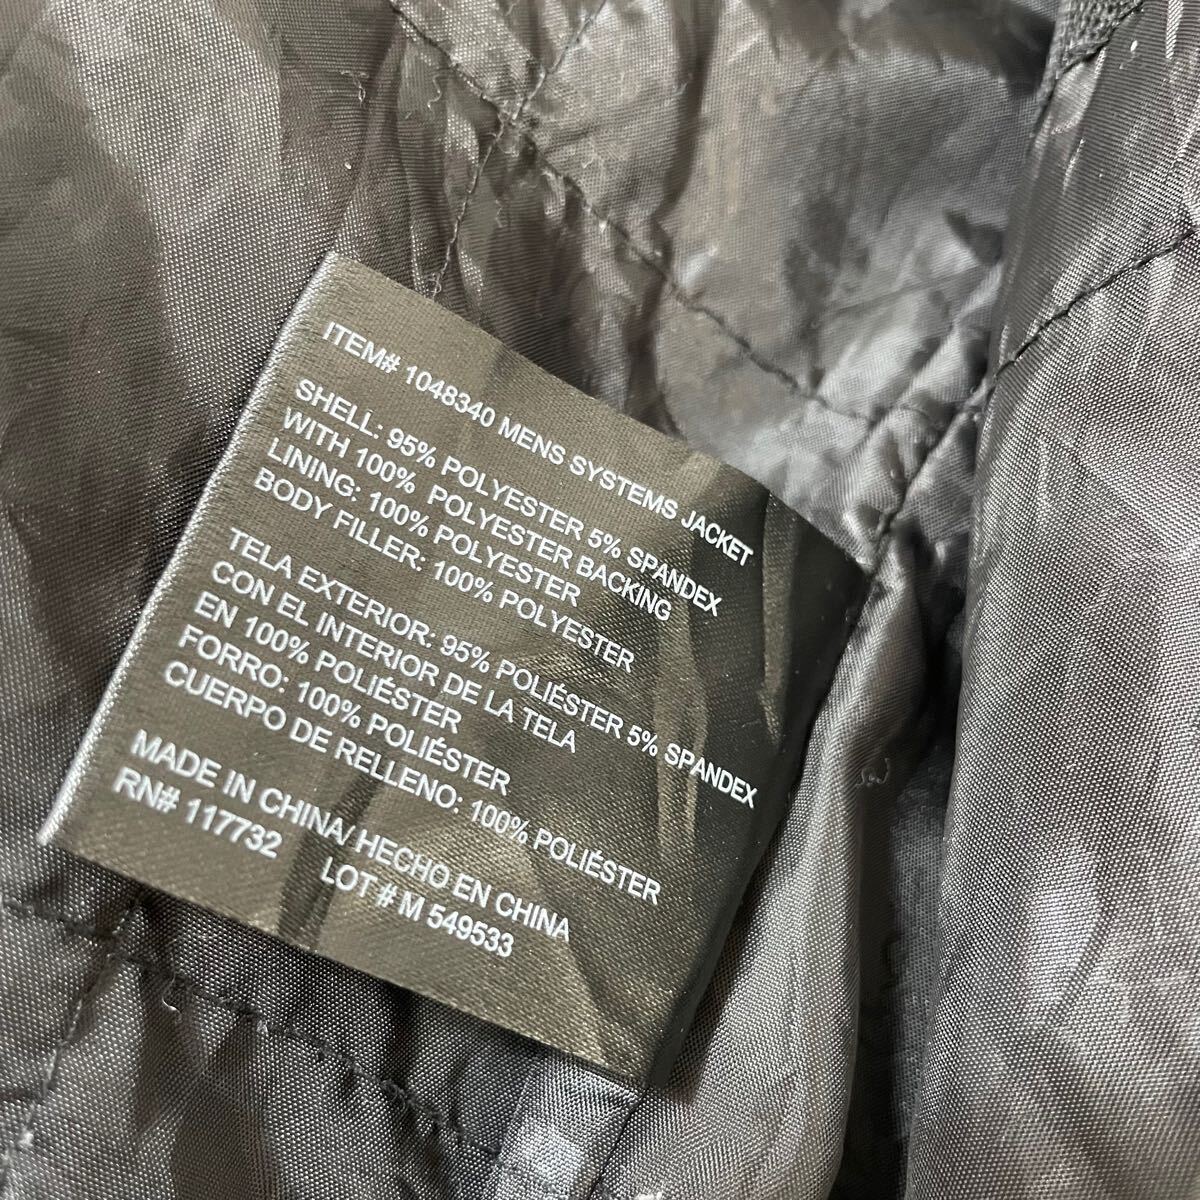 ITEM# 1048340 MENS SYSTEMS JACKET
SHELL: 95% POLYESTER 5% SPANDEX
WITH 100% POLYESTER BACKING
LINING: 100% POLYESTER
BODY FILLER: 100% POLYESTER
TELA EXTERIOR: 95% POLIÉSTER 5% SPANDEX
CON EL INTERIOR DE LA TELA
EN 100% POLIÉSTER
FORRO: 100% POLIÉSTER
CUERPO DE RELLENO: 100% POLIÉSTER
MADE IN CHINA/ HECHO EN CHINA
RN# 117732
LOT # M 549533